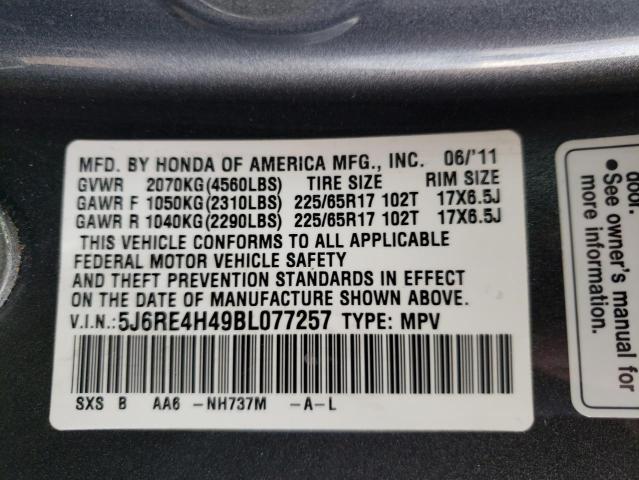 MFD. BY HONDA OF AMERICA MFG., INC. 06/'11
GVWR 2070KG(4560LBS) TIRE SIZE RIM SIZE
GAWR F 1050KG(2310LBS) 225/65R17 102T 17X6.5J
GAWR R 1040KG(2290LBS) 225/65R17 102T 17X6.5J
THIS VEHICLE CONFORMS TO ALL APPLICABLE
FEDERAL MOTOR VEHICLE SAFETY
AND THEFT PREVENTION STANDARDS IN EFFECT
ON THE DATE OF MANUFACTURE SHOWN ABOVE.
V.I.N.:5J6RE4H49BL077257 TYPE: MPV
SXS B AA6 -NH737M -A-L
door.
• See owner's manual for
information.